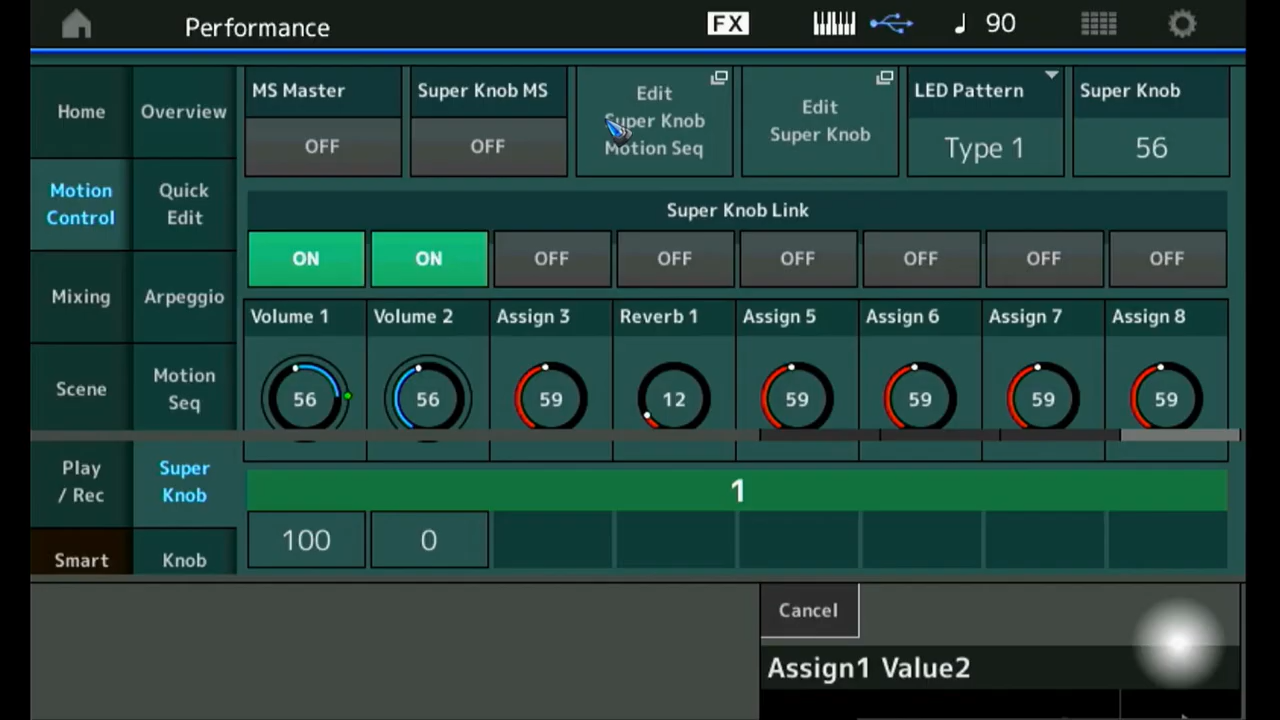 Performance
FX
90
Home
Overview
Motion
Control
Quick
Edit
Mixing
Arpeggio
Scene
Motion
Seq
Play
/ Rec
Super
Knob
Smart
Knob
MS Master
OFF
Super Knob MS
OFF
Edit
Super Knob
Motion Seq
Edit
Super Knob
LED Pattern
Type 1
Super Knob
56
Super Knob Link
ON ON OFF OFF OFF OFF OFF OFF
Volume 1 Volume 2 Assign 3 Reverb 1 Assign 5 Assign 6 Assign 7 Assign 8
56 56 59 12 59 59 59 59
1
100 0
Cancel
Assign1 Value2